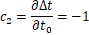 c₂ = ∂Δt / ∂t₀ = −1